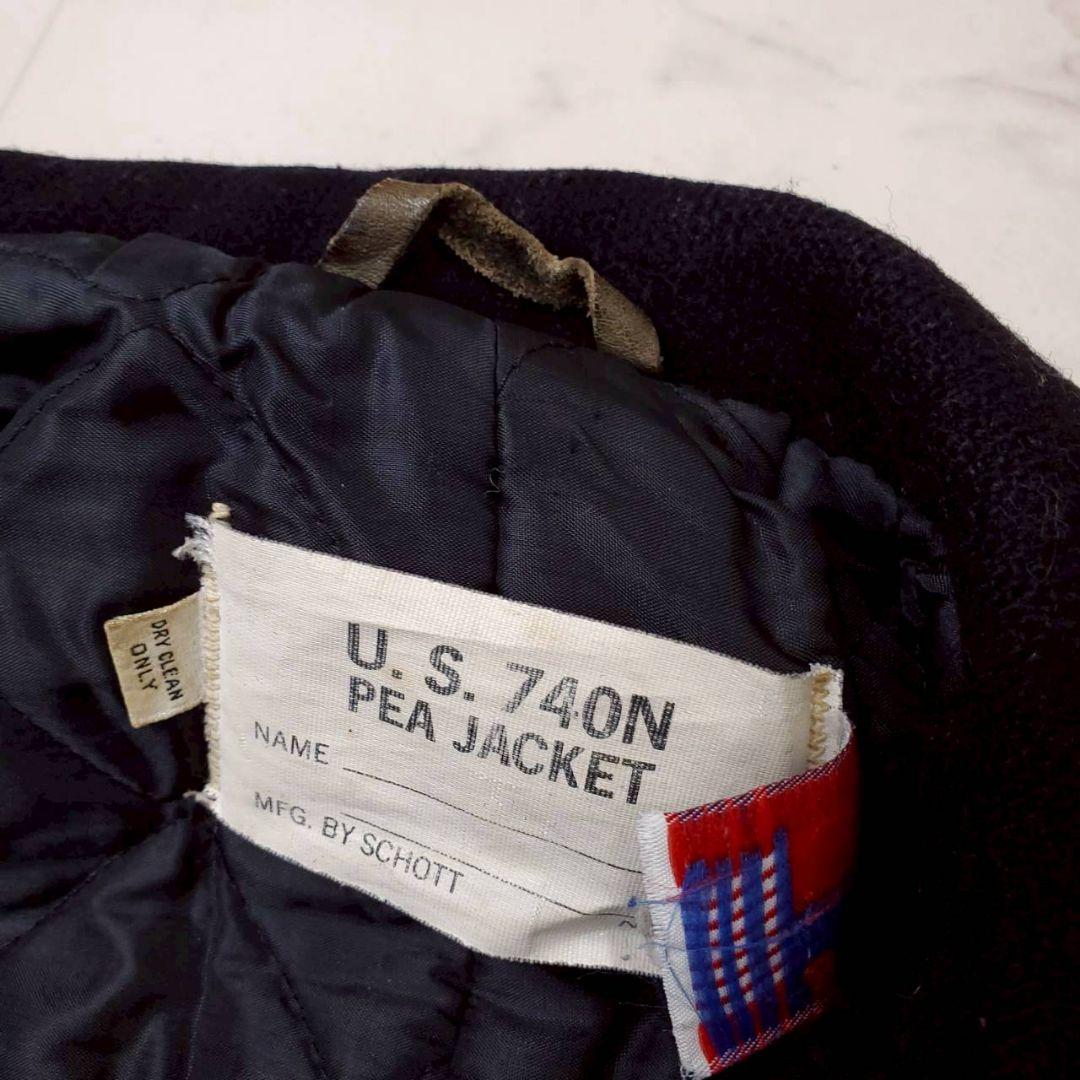 U. S. 740N
PEA JACKET
NAME
MFG. BY SCHOTT
DRY CLEAN
ONLY